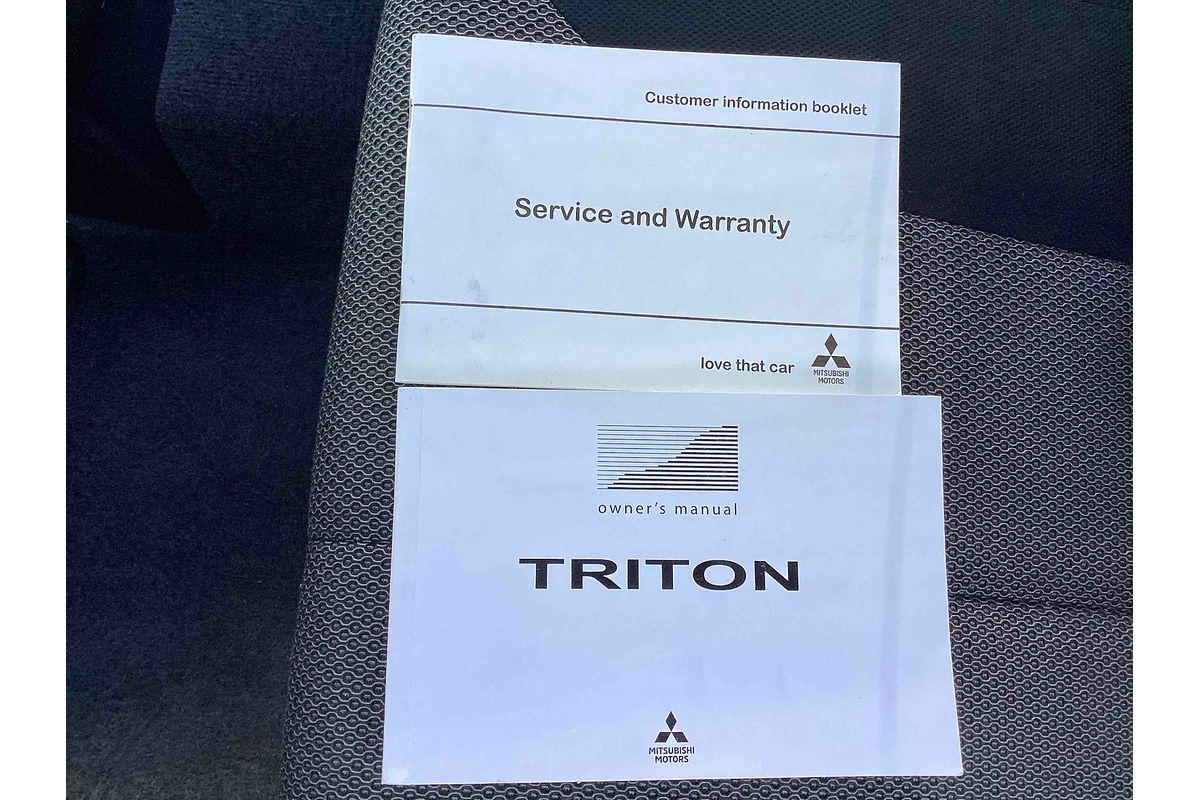 Customer information booklet
Service and Warranty
love that car
MITSUBISHI
MOTORS
owner's manual
TRITON
MITSUBISHI
MOTORS